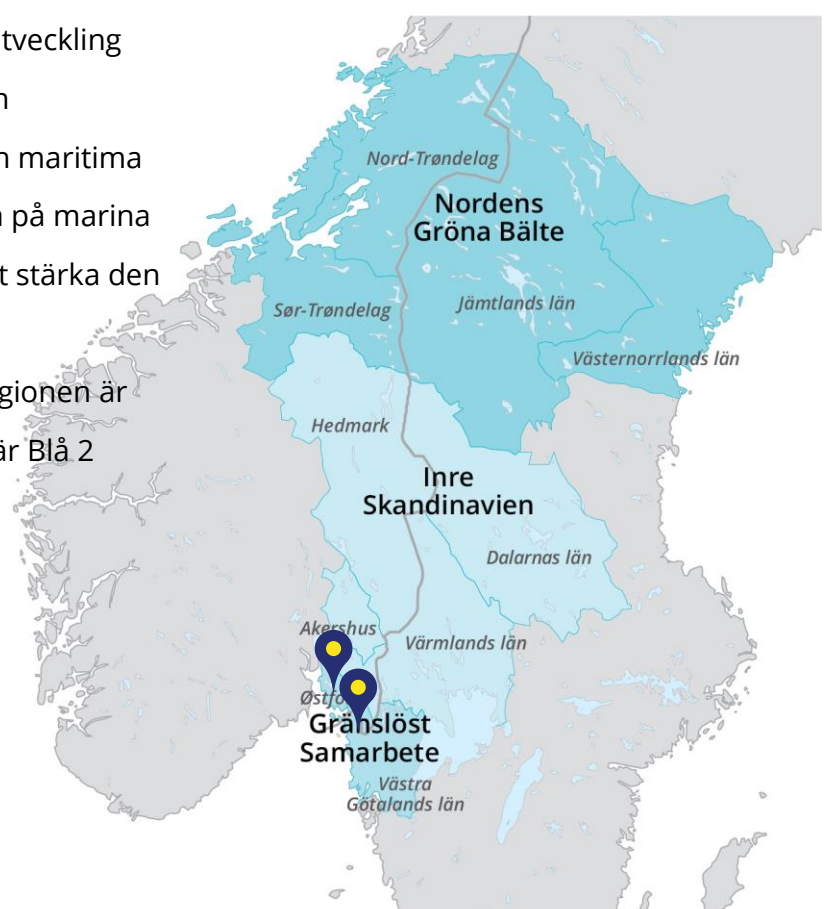 tveckling
n
n maritima
på marina
t stärka den
gionen är
är Blå 2
Nord-Trøndelag
Nordens
Gröna Bälte
Sør-Trøndelag
Jämtlands län
Västernorrlands län
Hedmark
Inre
Skandinavien
Dalarnas län
Akershus
Värmlands län
Østfo
Gränslöst
Samarbete
Västra
Götalands län